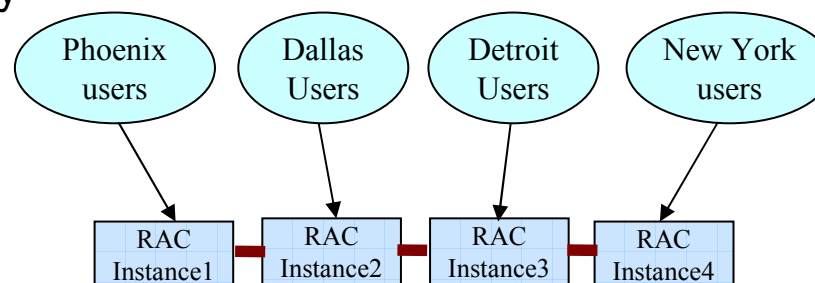 y
Phoenix
users
Dallas
Users
Detroit
Users
New York
users
RAC
Instance1
RAC
Instance2
RAC
Instance3
RAC
Instance4